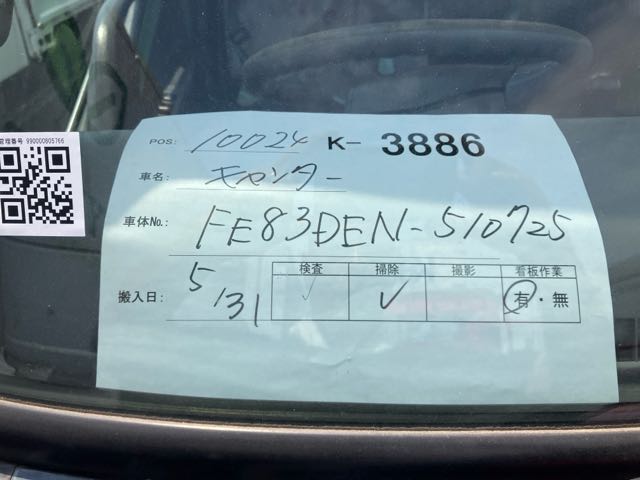 管理番号 990000805766
POS: 10024 K- 3886
車名: キャンター
車体No.: FE83DEN-510725
搬入日: 5/31
検査 掃除 撮影 看板作業
✓ ✓ 有・無